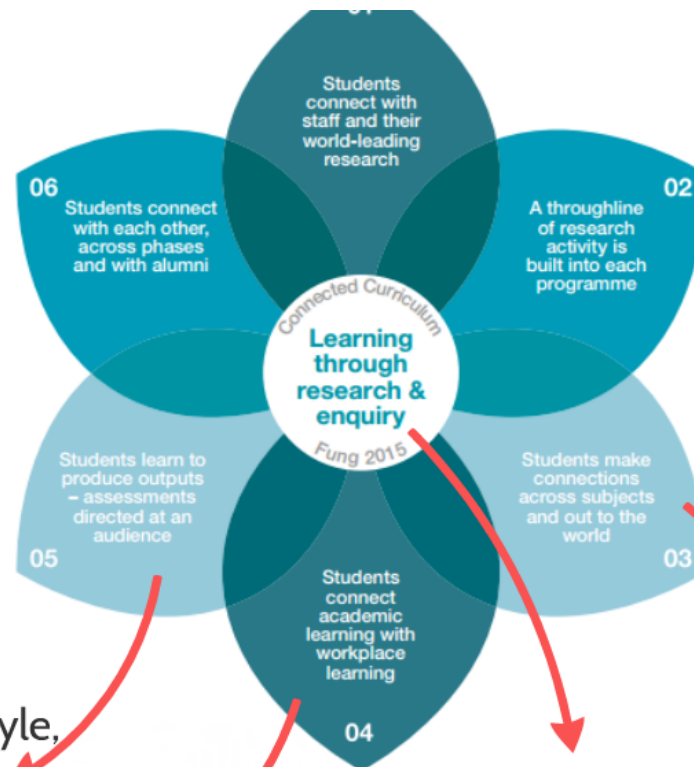 Students
connect with
staff and their
world-leading
research
02
A throughline
of research
activity is
built into each
programme
06
Students connect
with each other,
across phases
and with alumni
Connected Curriculum
Learning
through
research &
enquiry
Fung 2015
Students make
connections
across subjects
and out to the
world
03
Students learn to
produce outputs
– assessments
directed at an
audience
05
Students
connect
academic
learning with
workplace
learning
04
yle,